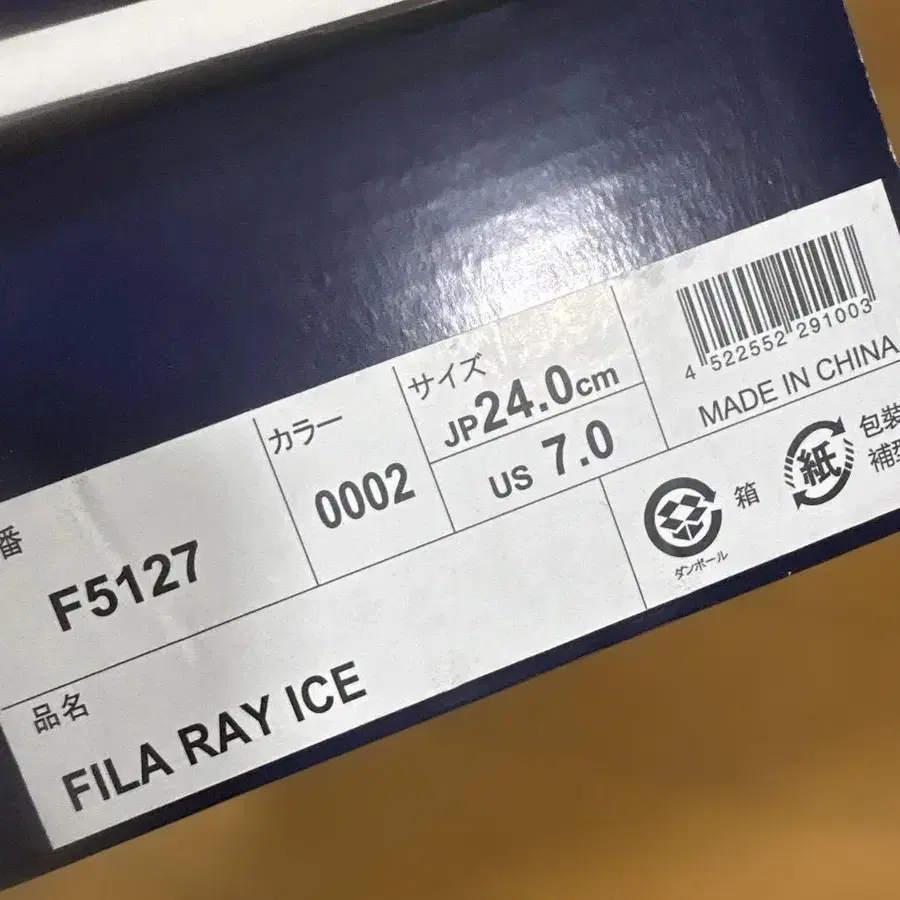 番
F5127
カラー
0002
サイズ
JP24.0cm
US 7.0
4 522552 291003
MADE IN CHINA
品名
FILA RAY ICE
箱
ダンボール
紙
包装
補